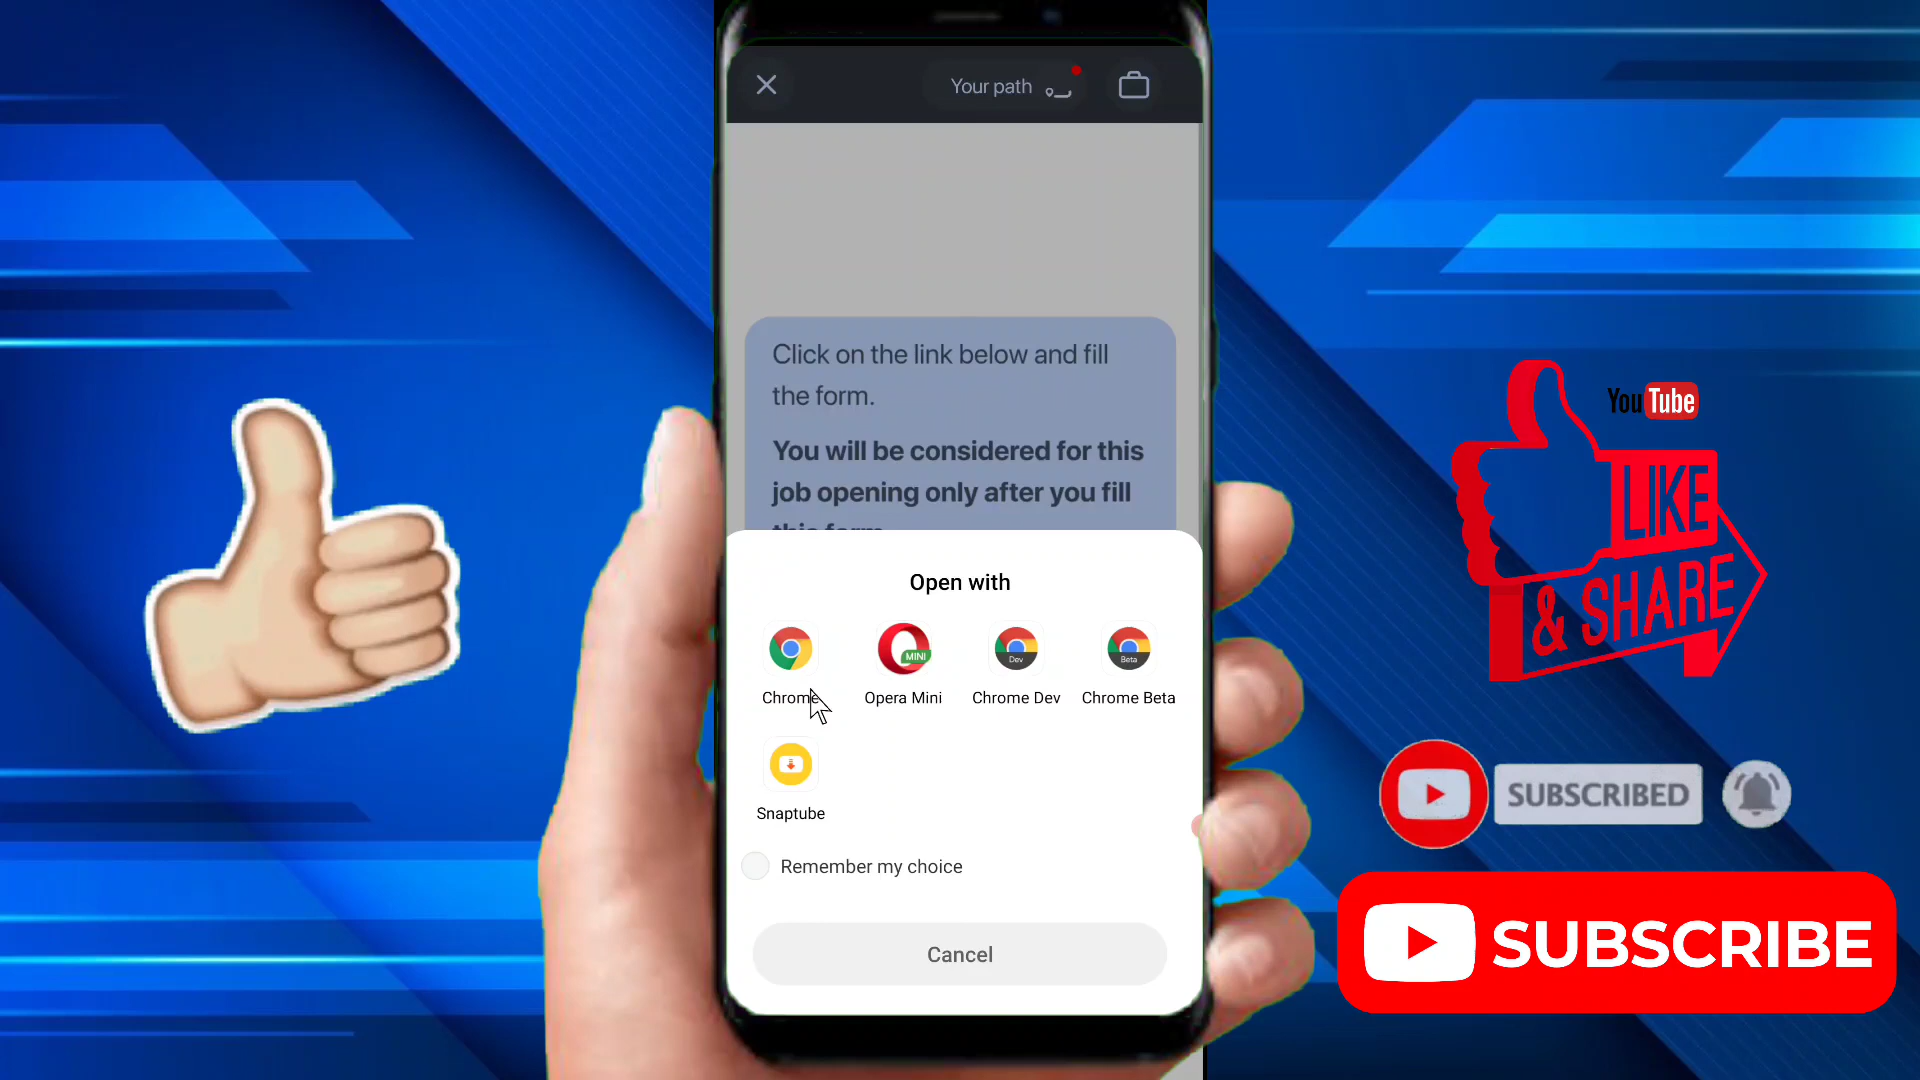 Your path
Click on the link below and fill
the form.
You will be considered for this
job opening only after you fill
this form
Open with
MINI
Dev
Beta
Chrome
Opera Mini
Chrome Dev
Chrome Beta
Snaptube
Remember my choice
Cancel
YouTube
LIKE
& SHARE
SUBSCRIBED
SUBSCRIBE